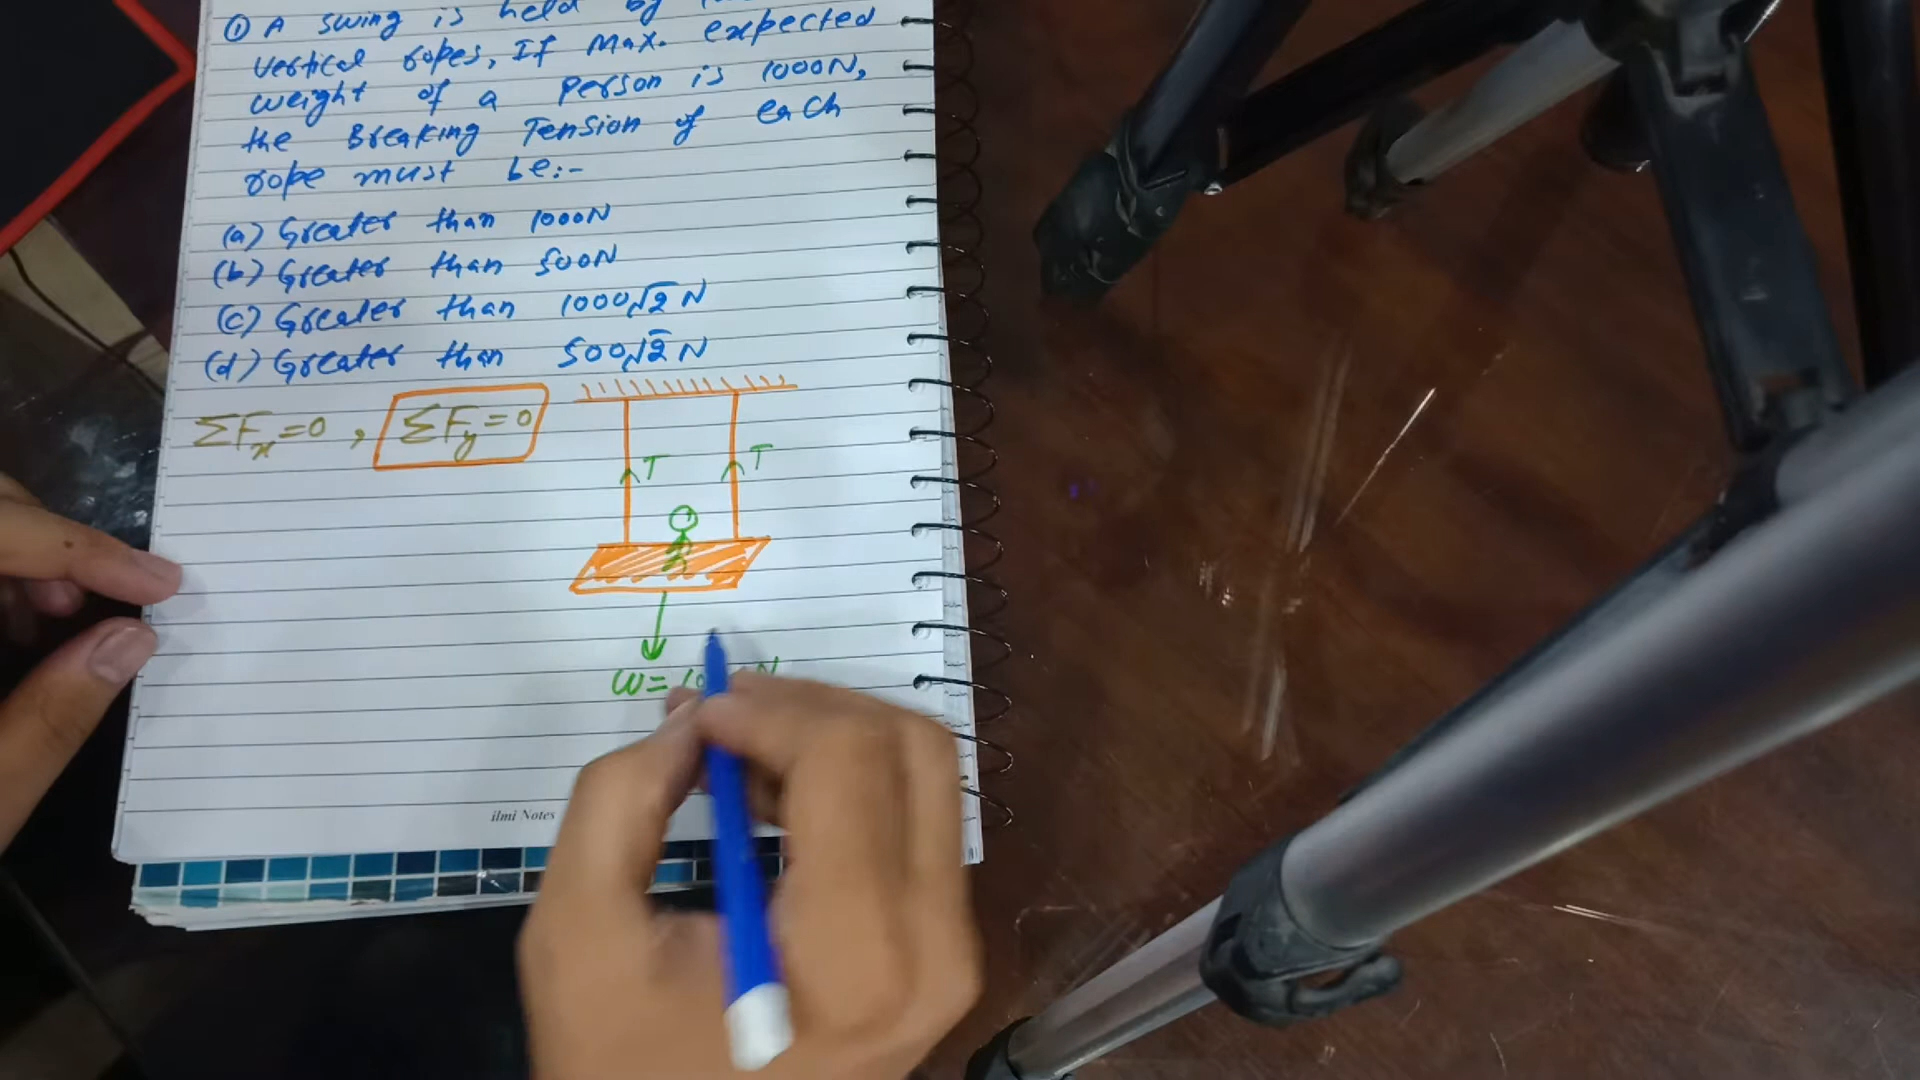 ① A swing is held by
vertical ropes, If Max. expected
weight of a person is 1000N,
the Breaking Tension of each
rope must be:-
(a) Greater than 1000N
(b) Greater than 500N
(c) Greater than 1000√2 N
(d) Greater than 500√2 N
ΣFx=0 , ΣFy=0
T T
W=
ilmi Notes